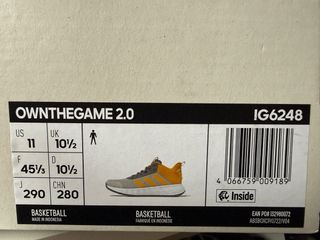 OWNTHEGAME 2.0 IG6248
US 11 UK 10½
F 45⅓ D 10½
J 290 CHN 280
Inside
4 066759 009189
BASKETBALL
MADE IN INDONESIA
BASKETBALL
FABRIQUÉ EN INDONÉSIE
EAN PO# 0132980072